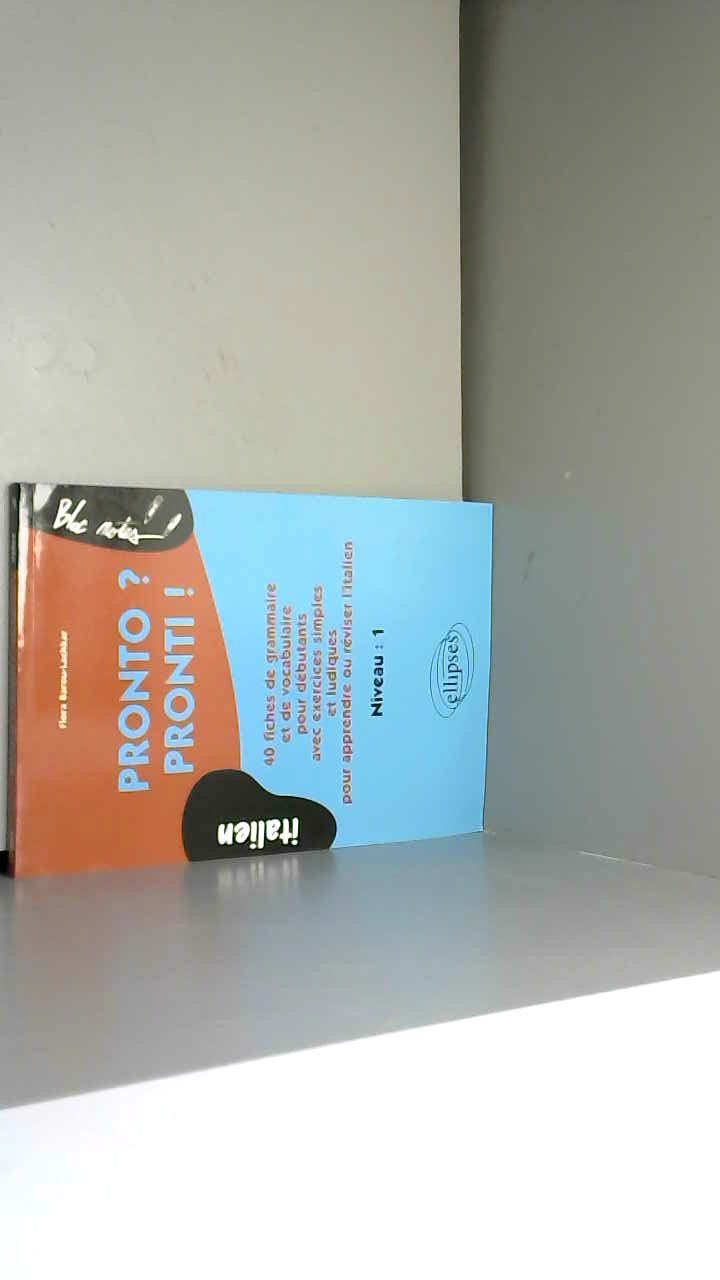 Bloc notes
Flora
PRONTO ?
PRONTI !
italien
40 fiches de grammaire
et de vocabulaire
pour débutants
avec exercices simples
et ludiques
pour apprendre ou réviser l'italien
Niveau : 1
ellipses